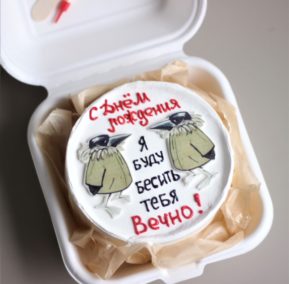 С Днём
рождения
Я
буду
бесить
тебя
Вечно!